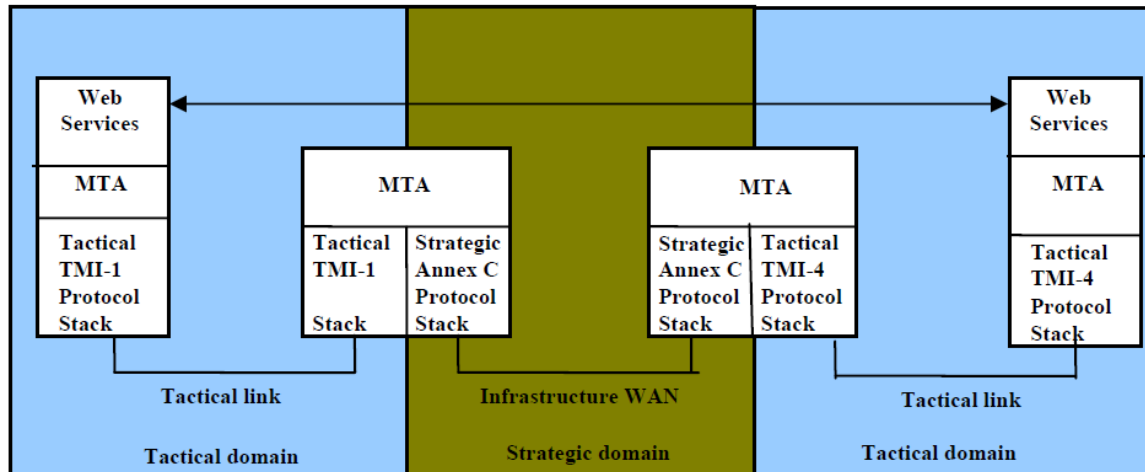 Web
Services
MTA
Tactical
TMI-1
Protocol
Stack
MTA
Tactical
TMI-1
Stack
Strategic
Annex C
Protocol
Stack
MTA
Strategic
Annex C
Protocol
Stack
Tactical
TMI-4
Protocol
Stack
Web
Services
MTA
Tactical
TMI-4
Protocol
Stack
Tactical link
Infrastructure WAN
Tactical link
Tactical domain
Strategic domain
Tactical domain